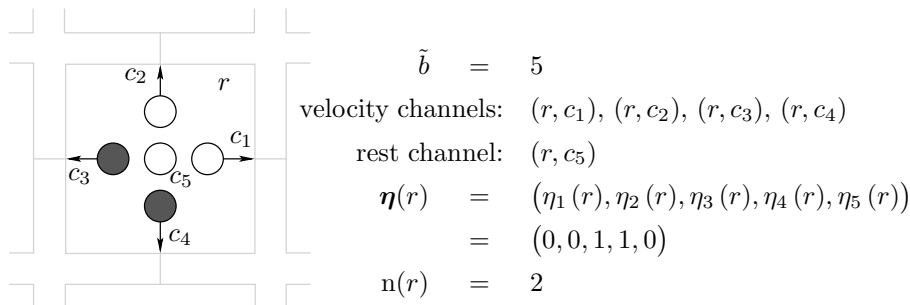 c₂ r
c₁
c₃ c₅
c₄
b̃ = 5
velocity channels: (r, c₁), (r, c₂), (r, c₃), (r, c₄)
rest channel: (r, c₅)
η(r) = (η₁ (r), η₂ (r), η₃ (r), η₄ (r), η₅ (r))
= (0, 0, 1, 1, 0)
n(r) = 2